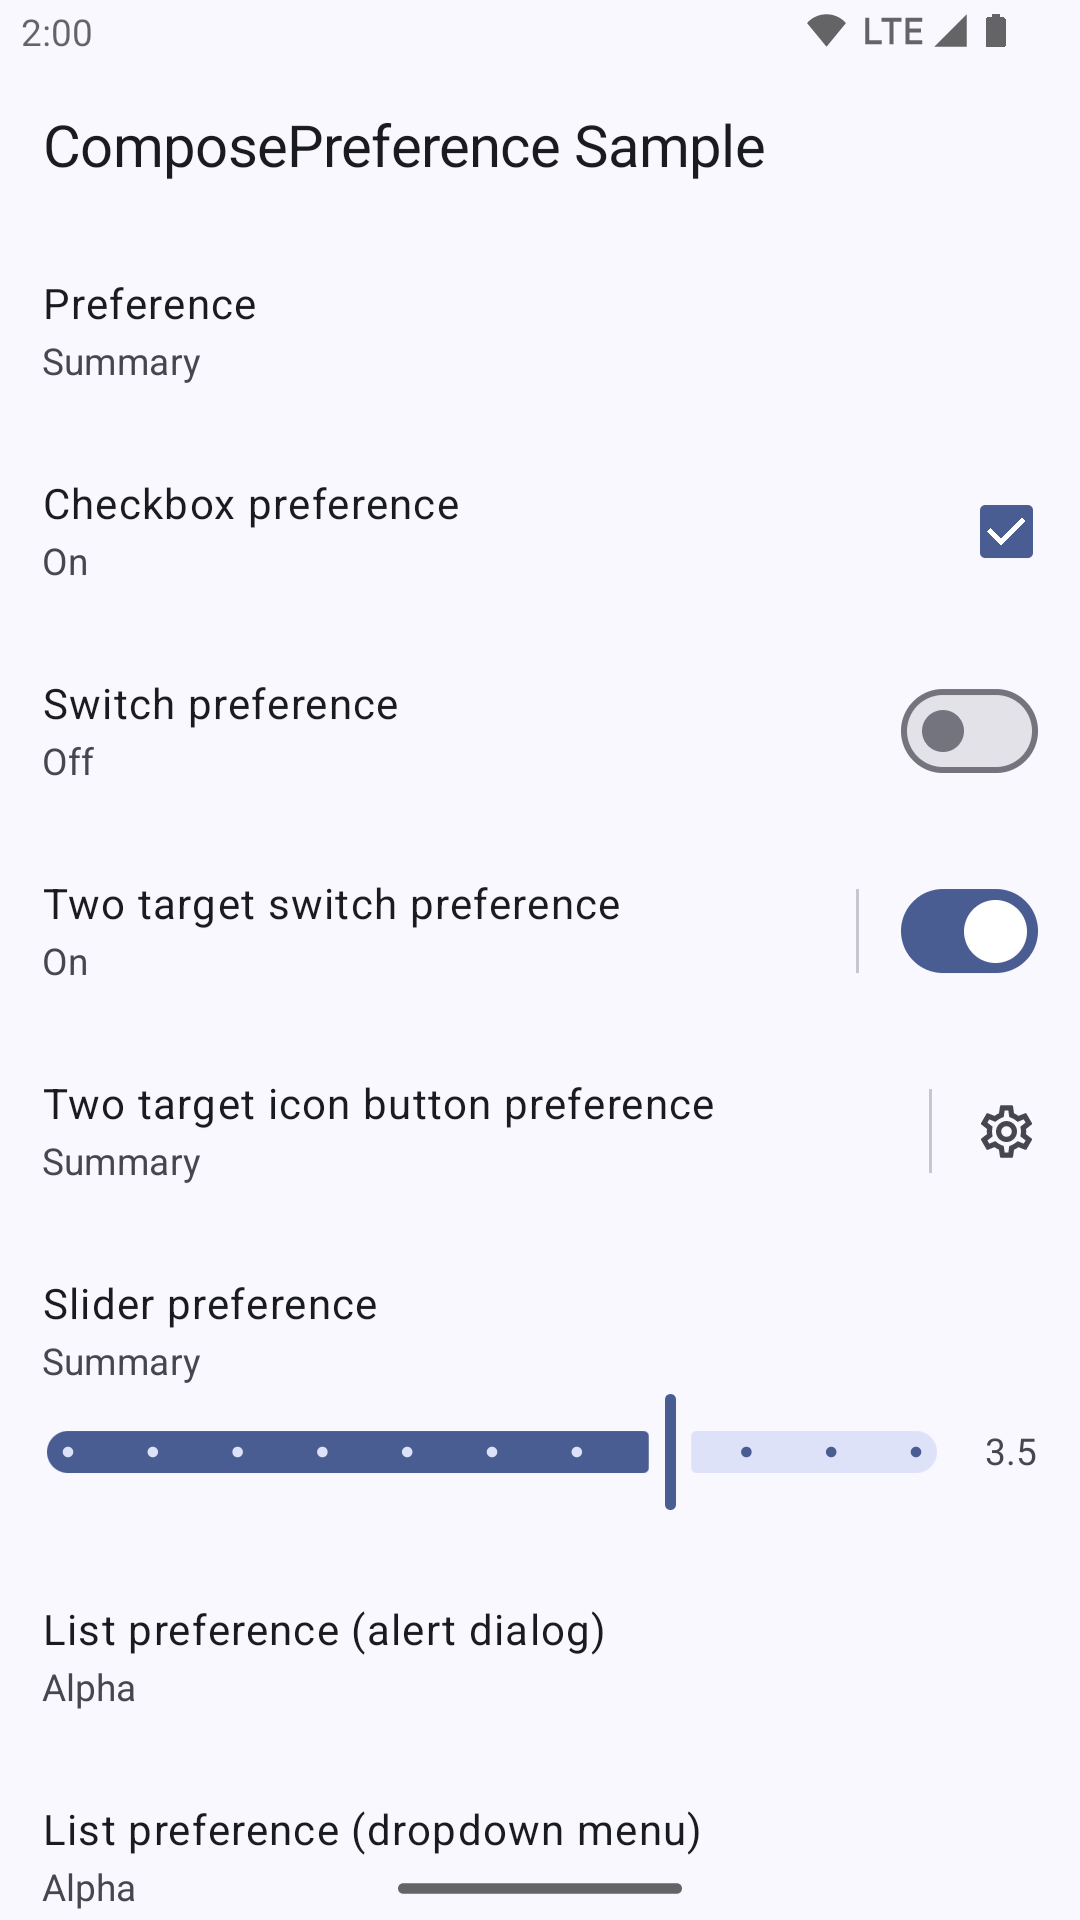 2:00 LTE
ComposePreference Sample
Preference
Summary
Checkbox preference
On
Switch preference
Off
Two target switch preference
On
Two target icon button preference
Summary
Slider preference
Summary
3.5
List preference (alert dialog)
Alpha
List preference (dropdown menu)
Alpha